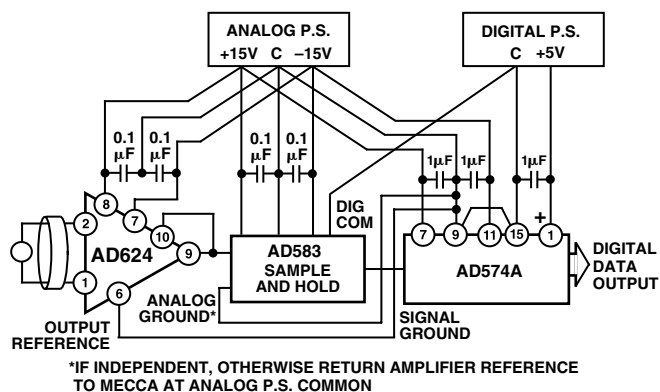 ANALOG P.S.
+15V C –15V
DIGITAL P.S.
C +5V
0.1
µF
0.1
µF
0.1
µF
0.1
µF
1µF
1µF
1µF
DIG
COM
8
7
10
2
9
1
6
AD624
AD583
SAMPLE
AND HOLD
7
9
11
15
+
1
AD574A
DIGITAL
DATA
OUTPUT
ANALOG
GROUND*
OUTPUT
REFERENCE
SIGNAL
GROUND
*IF INDEPENDENT, OTHERWISE RETURN AMPLIFIER REFERENCE
TO MECCA AT ANALOG P.S. COMMON